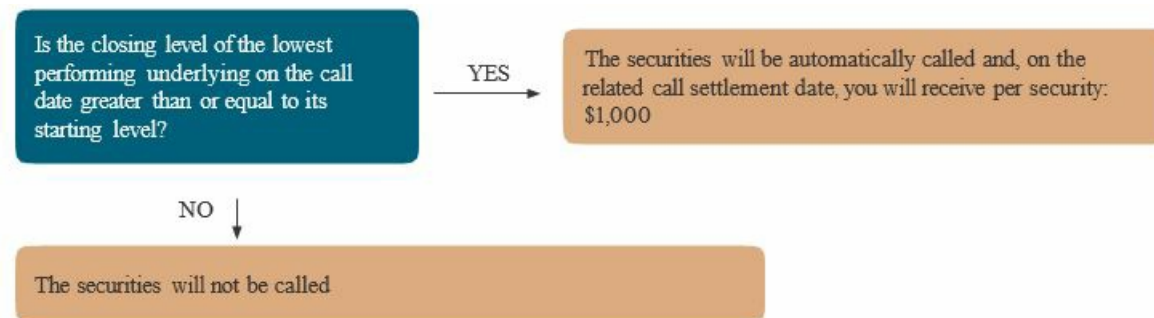 Is the closing level of the lowest
performing underlying on the call
date greater than or equal to its
starting level?
YES
The securities will be automatically called and, on the
related call settlement date, you will receive per security:
$1,000
NO
The securities will not be called